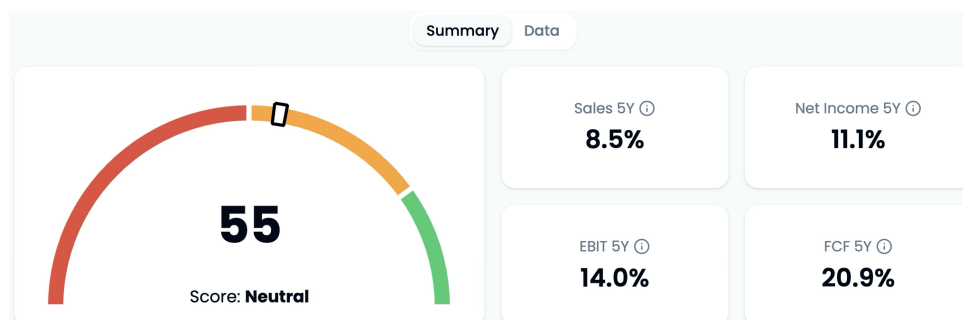 Summary Data
55
Score: Neutral
Sales 5Y
8.5%
Net Income 5Y
11.1%
EBIT 5Y
14.0%
FCF 5Y
20.9%